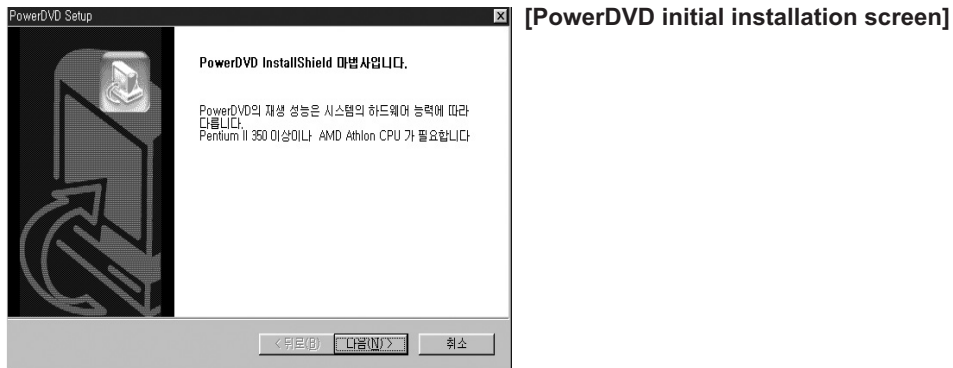 PowerDVD Setup
[PowerDVD initial installation screen]
PowerDVD InstallShield 마법사입니다.
PowerDVD의 재생 성능은 시스템의 하드웨어 능력에 따라
다릅니다.
Pentium II 350 이상이나 AMD Athlon CPU 가 필요합니다
<뒤로(B)
다음(N)>
취소